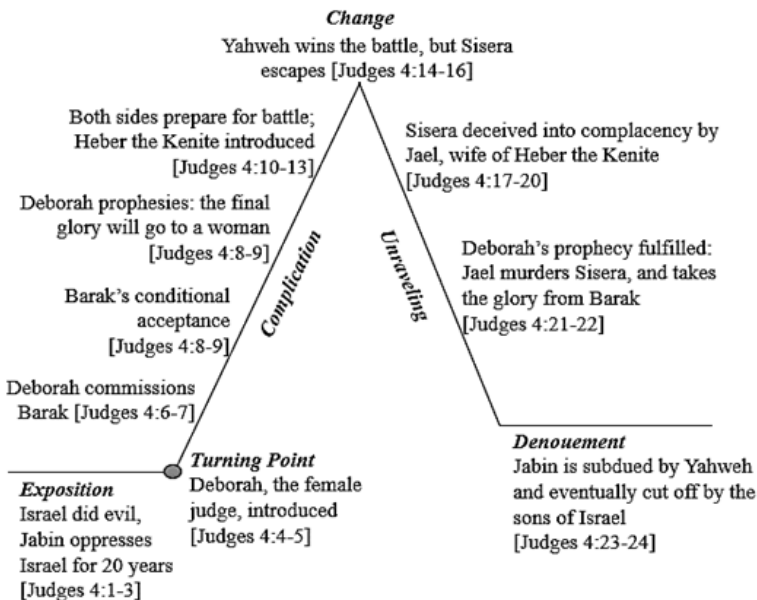 Change
Yahweh wins the battle, but Sisera
escapes [Judges 4:14-16]
Both sides prepare for battle;
Heber the Kenite introduced
[Judges 4:10-13]
Deborah prophesies: the final
glory will go to a woman
[Judges 4:8-9]
Barak's conditional
acceptance
[Judges 4:8-9]
Deborah commissions
Barak [Judges 4:6-7]
Complication
Exposition
Israel did evil,
Jabin oppresses
Israel for 20 years
[Judges 4:1-3]
Turning Point
Deborah, the female
judge, introduced
[Judges 4:4-5]
Unraveling
Sisera deceived into complacency by
Jael, wife of Heber the Kenite
[Judges 4:17-20]
Deborah's prophecy fulfilled:
Jael murders Sisera, and takes
the glory from Barak
[Judges 4:21-22]
Denouement
Jabin is subdued by Yahweh
and eventually cut off by the
sons of Israel
[Judges 4:23-24]